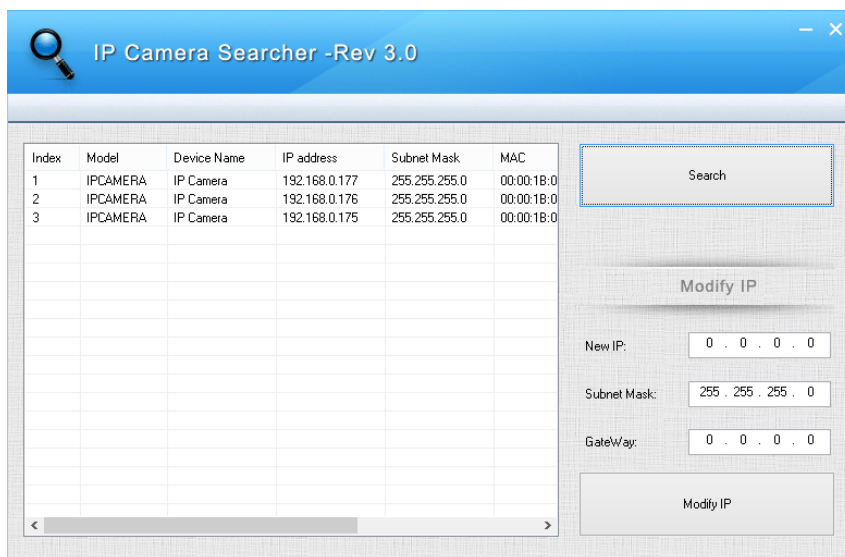 IP Camera Searcher -Rev 3.0
Index Model Device Name IP address Subnet Mask MAC
1 IPCAMERA IP Camera 192.168.0.177 255.255.255.0 00:00:1B:0
2 IPCAMERA IP Camera 192.168.0.176 255.255.255.0 00:00:1B:0
3 IPCAMERA IP Camera 192.168.0.175 255.255.255.0 00:00:1B:0
Search
Modify IP
New IP: 0 . 0 . 0 . 0
Subnet Mask: 255 . 255 . 255 . 0
GateWay: 0 . 0 . 0 . 0
Modify IP